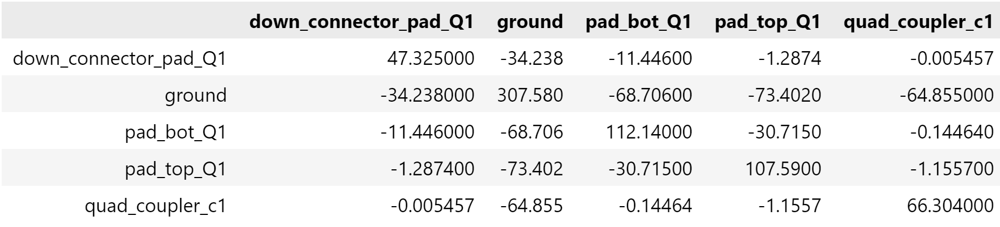 down_connector_pad_Q1 ground pad_bot_Q1 pad_top_Q1 quad_coupler_c1
down_connector_pad_Q1 47.325000 -34.238 -11.44600 -1.2874 -0.005457
ground -34.238000 307.580 -68.70600 -73.4020 -64.855000
pad_bot_Q1 -11.446000 -68.706 112.14000 -30.7150 -0.144640
pad_top_Q1 -1.287400 -73.402 -30.71500 107.5900 -1.155700
quad_coupler_c1 -0.005457 -64.855 -0.14464 -1.1557 66.304000